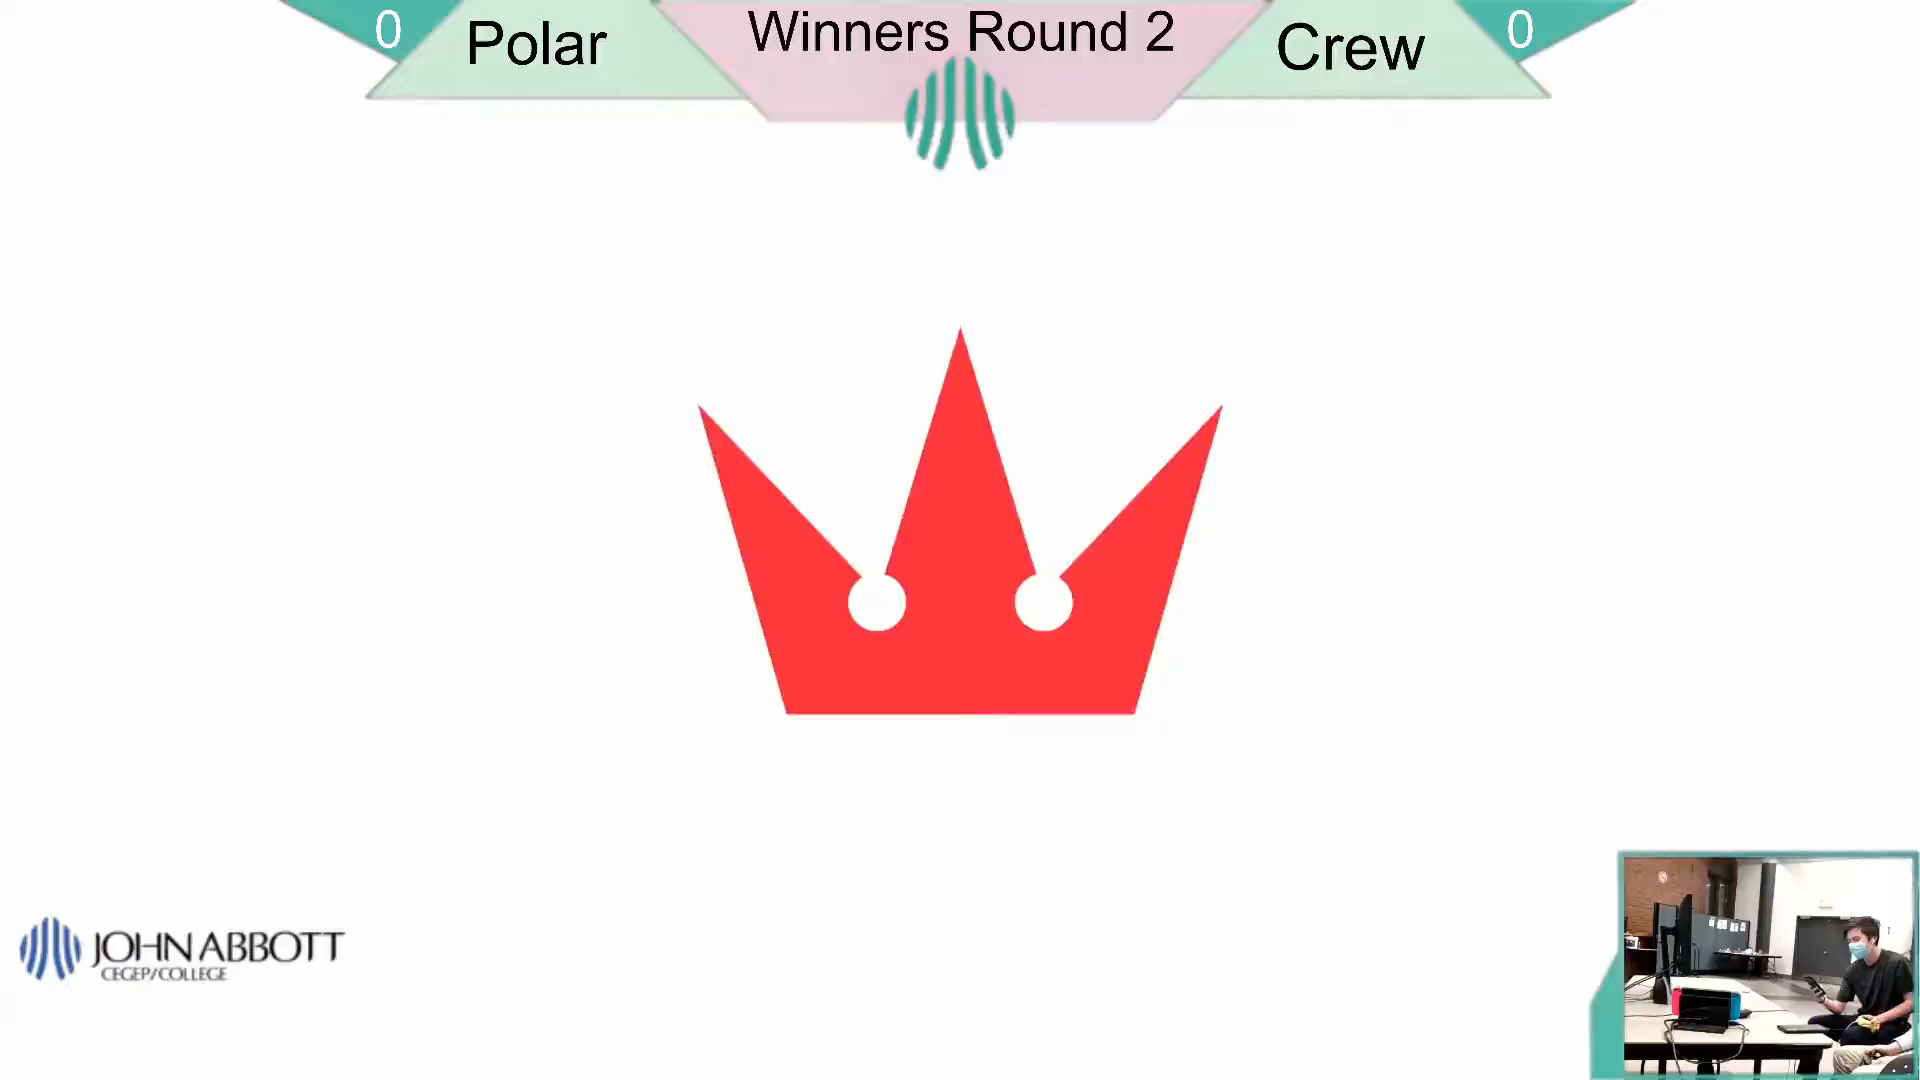 0
Polar
Winners Round 2
Crew
0
JOHN ABBOTT
CEGEP/COLLEGE